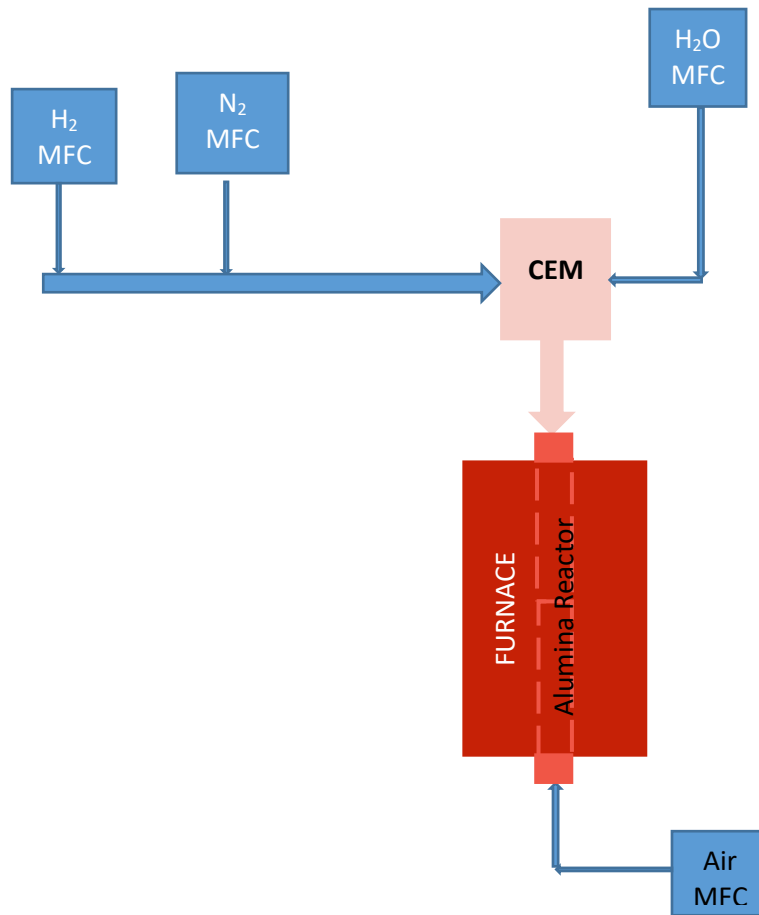 H₂O
MFC
H₂
MFC
N₂
MFC
CEM
FURNACE
Alumina Reactor
Air
MFC